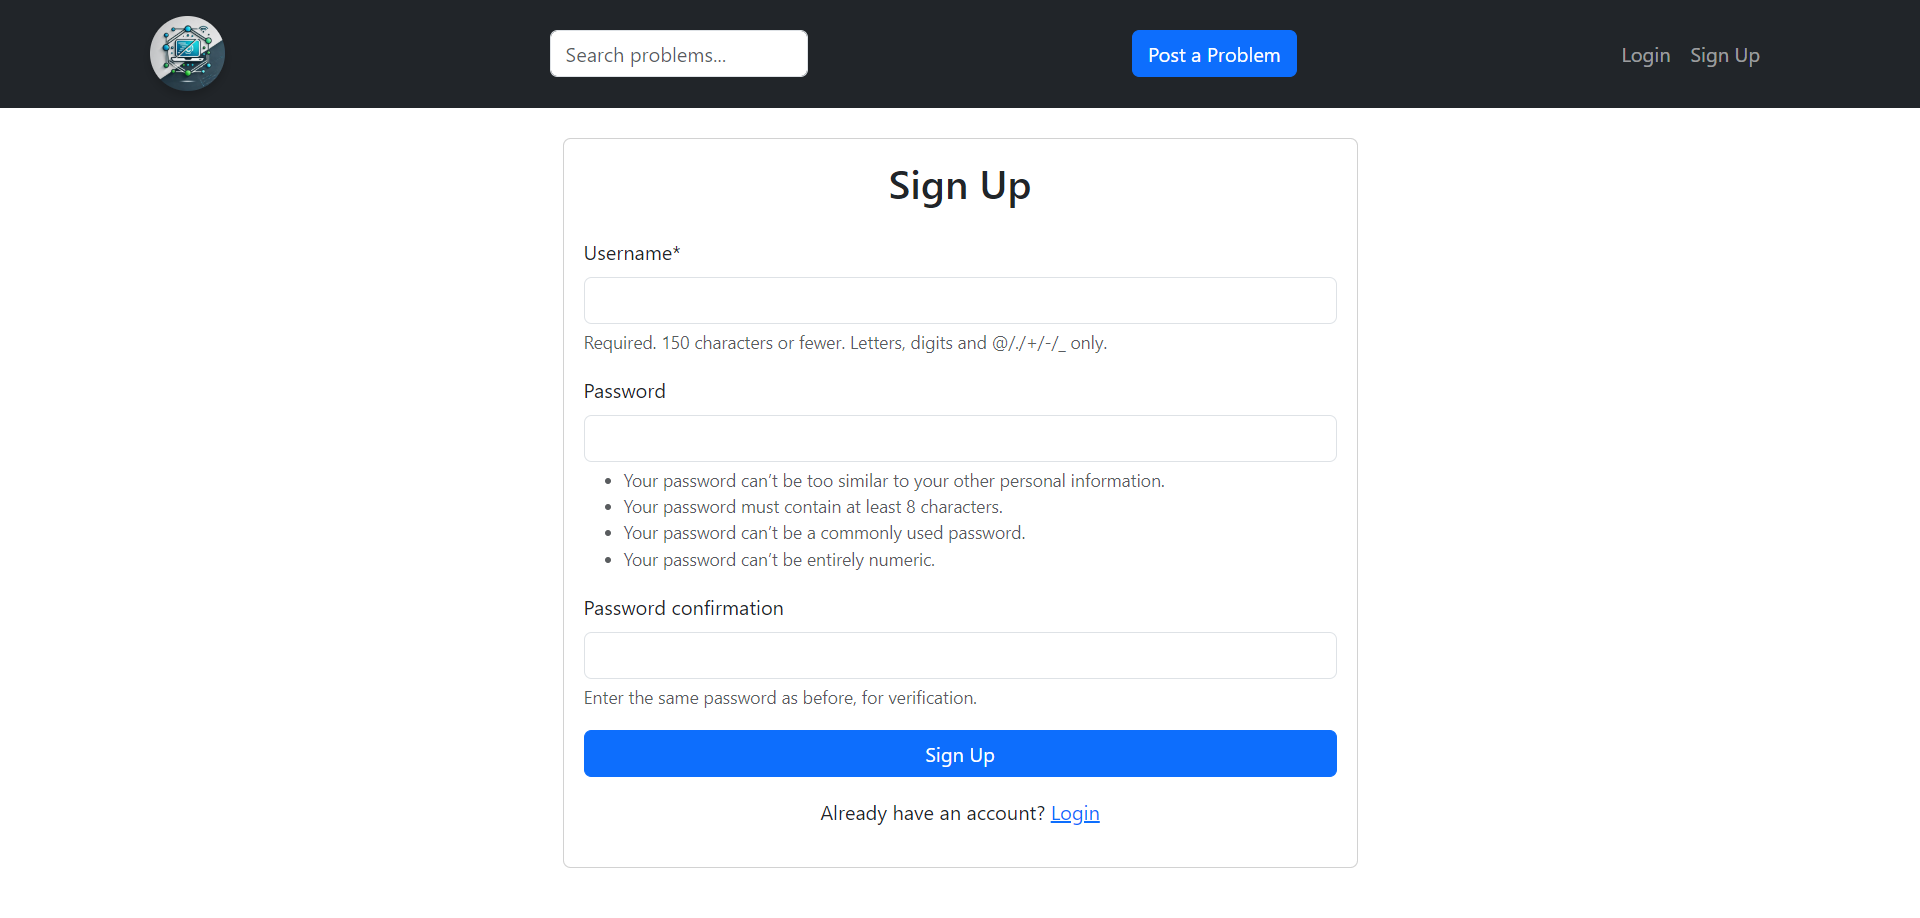 Search problems...
Post a Problem
Login
Sign Up
Sign Up
Username*
Required. 150 characters or fewer. Letters, digits and @/./+/-/_ only.
Password
Your password can’t be too similar to your other personal information.
Your password must contain at least 8 characters.
Your password can’t be a commonly used password.
Your password can’t be entirely numeric.
Password confirmation
Enter the same password as before, for verification.
Sign Up
Already have an account? Login